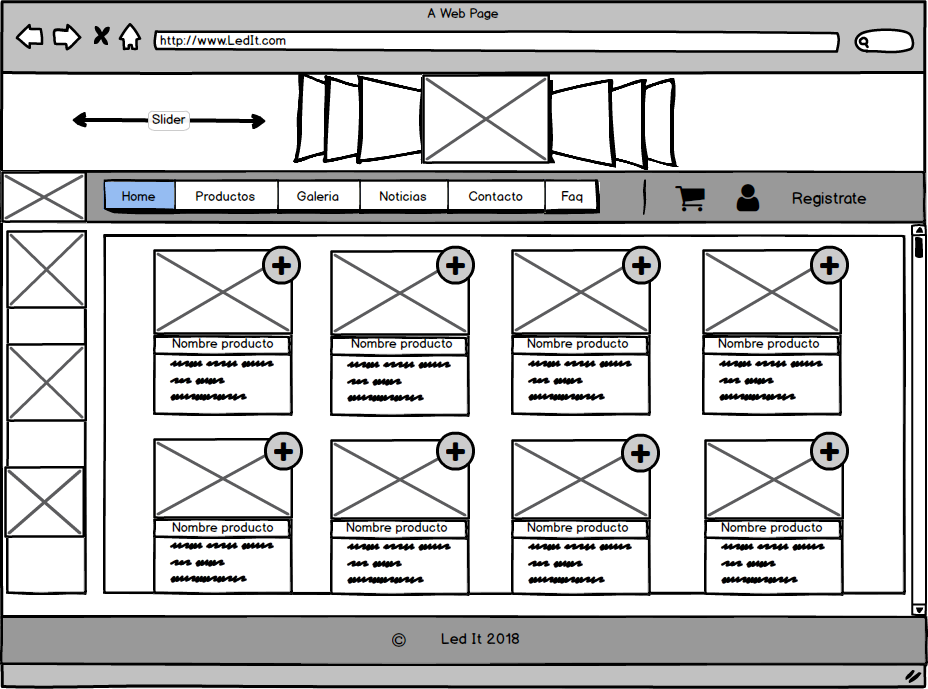 A Web Page
http://www.LedIt.com
Slider
Home Productos Galeria Noticias Contacto Faq Registrate
Nombre producto Nombre producto Nombre producto Nombre producto
Nombre producto Nombre producto Nombre producto Nombre producto
© Led It 2018